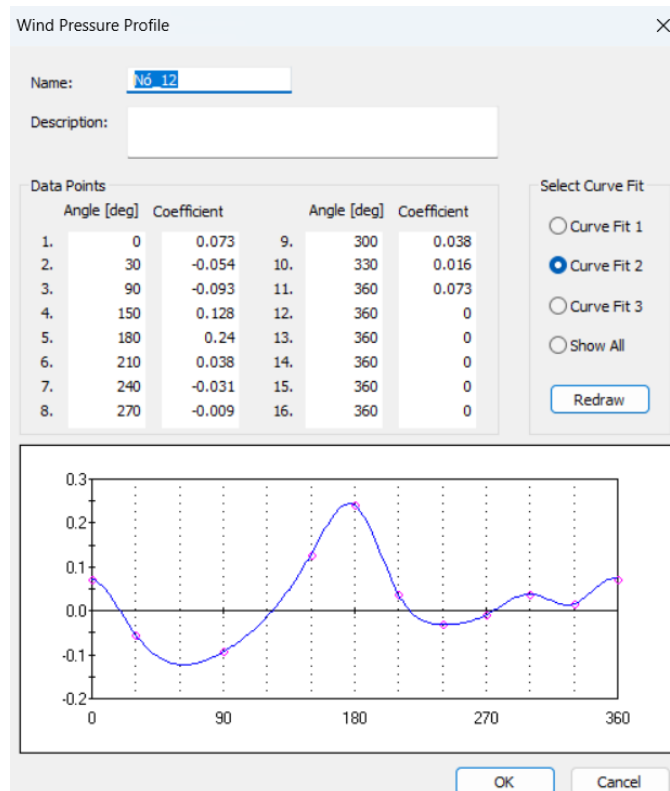 Wind Pressure Profile
Name: Nó_12
Description:
Data Points
Angle [deg] Coefficient Angle [deg] Coefficient
1. 0 0.073 9. 300 0.038
2. 30 -0.054 10. 330 0.016
3. 90 -0.093 11. 360 0.073
4. 150 0.128 12. 360 0
5. 180 0.24 13. 360 0
6. 210 0.038 14. 360 0
7. 240 -0.031 15. 360 0
8. 270 -0.009 16. 360 0
Select Curve Fit
Curve Fit 1
Curve Fit 2
Curve Fit 3
Show All
Redraw
0.3
0.2
0.1
0.0
-0.1
-0.2
0 90 180 270 360
OK Cancel